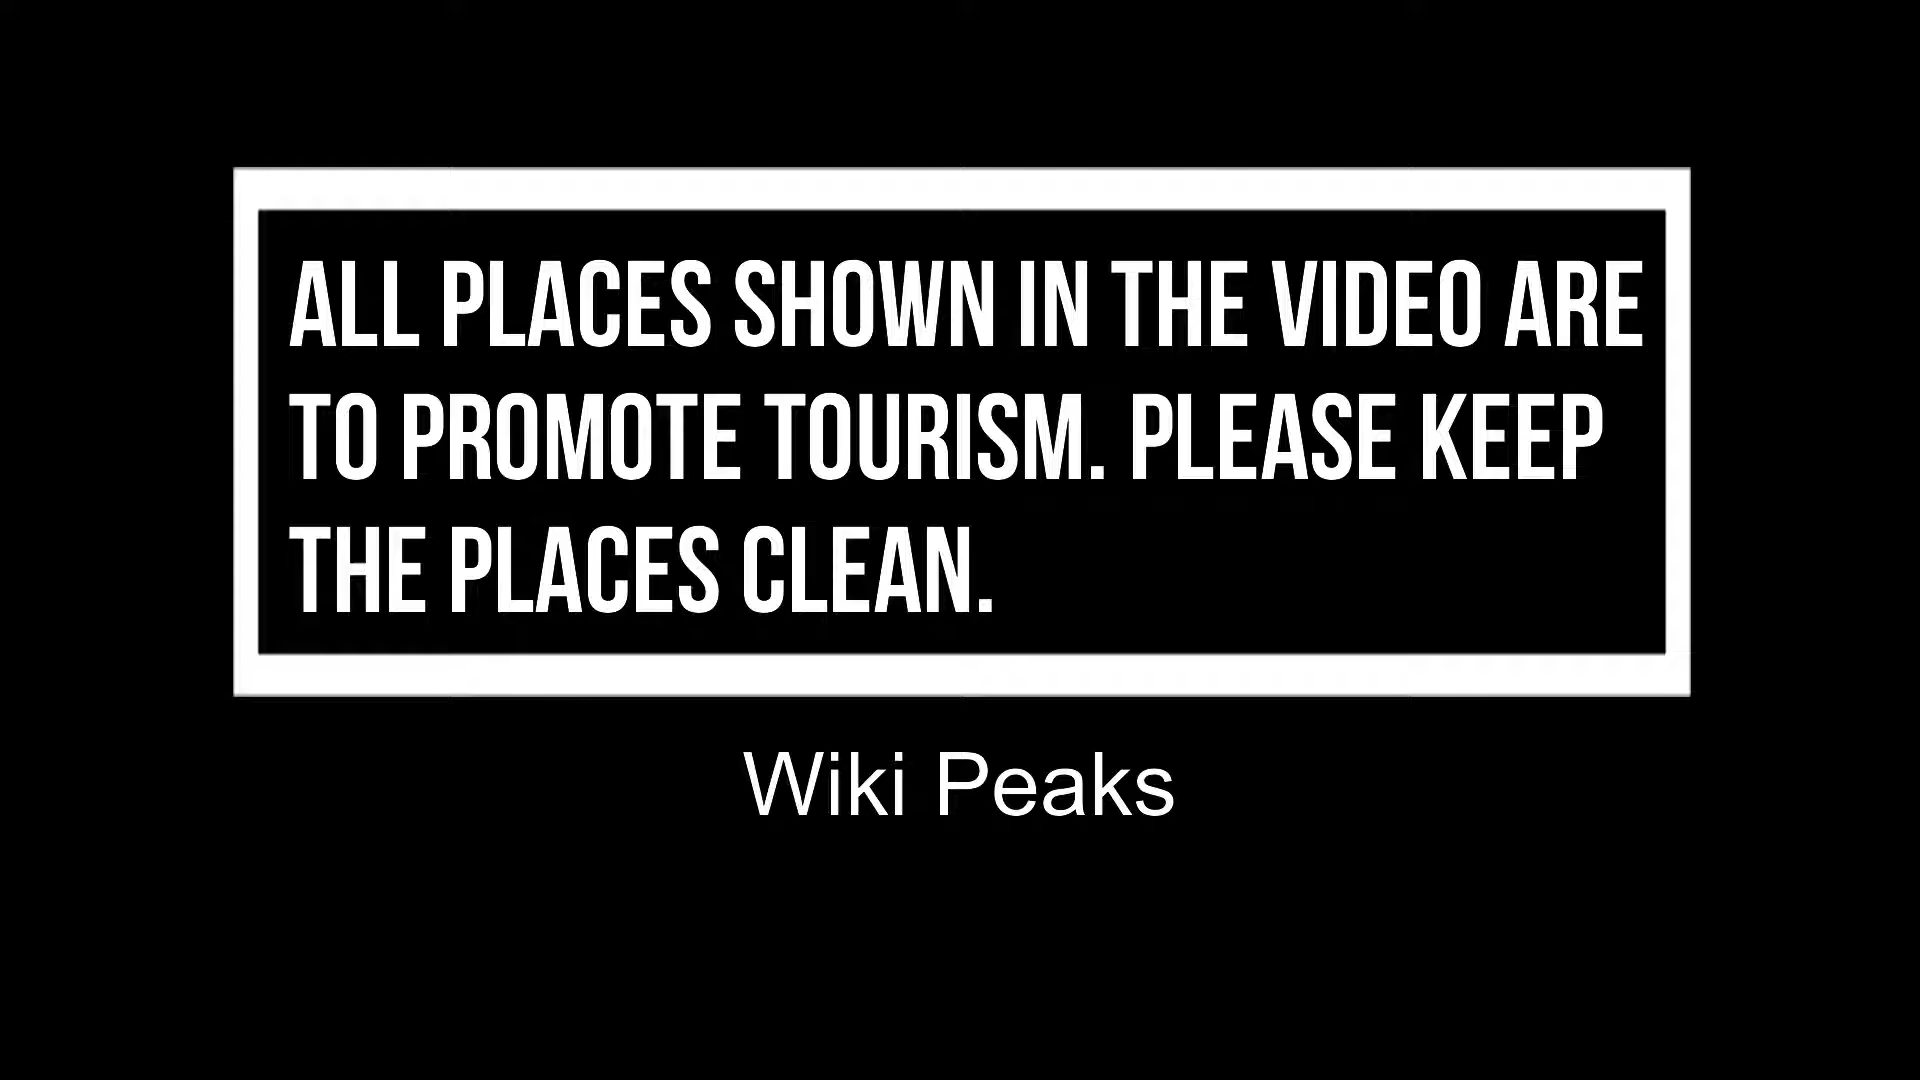 ALL PLACES SHOWN IN THE VIDEO ARE
TO PROMOTE TOURISM. PLEASE KEEP
THE PLACES CLEAN.
Wiki Peaks